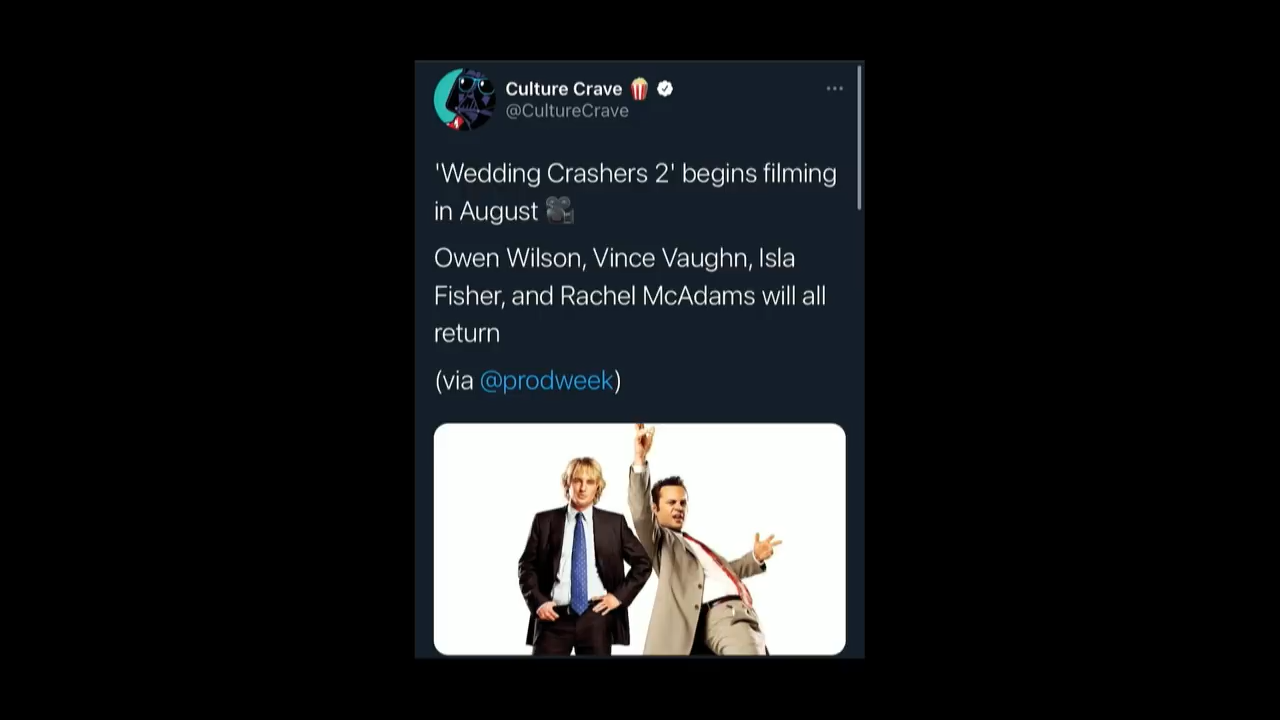 Culture Crave 🍿
@CultureCrave
'Wedding Crashers 2' begins filming
in August 🎥
Owen Wilson, Vince Vaughn, Isla
Fisher, and Rachel McAdams will all
return
(via @prodweek)